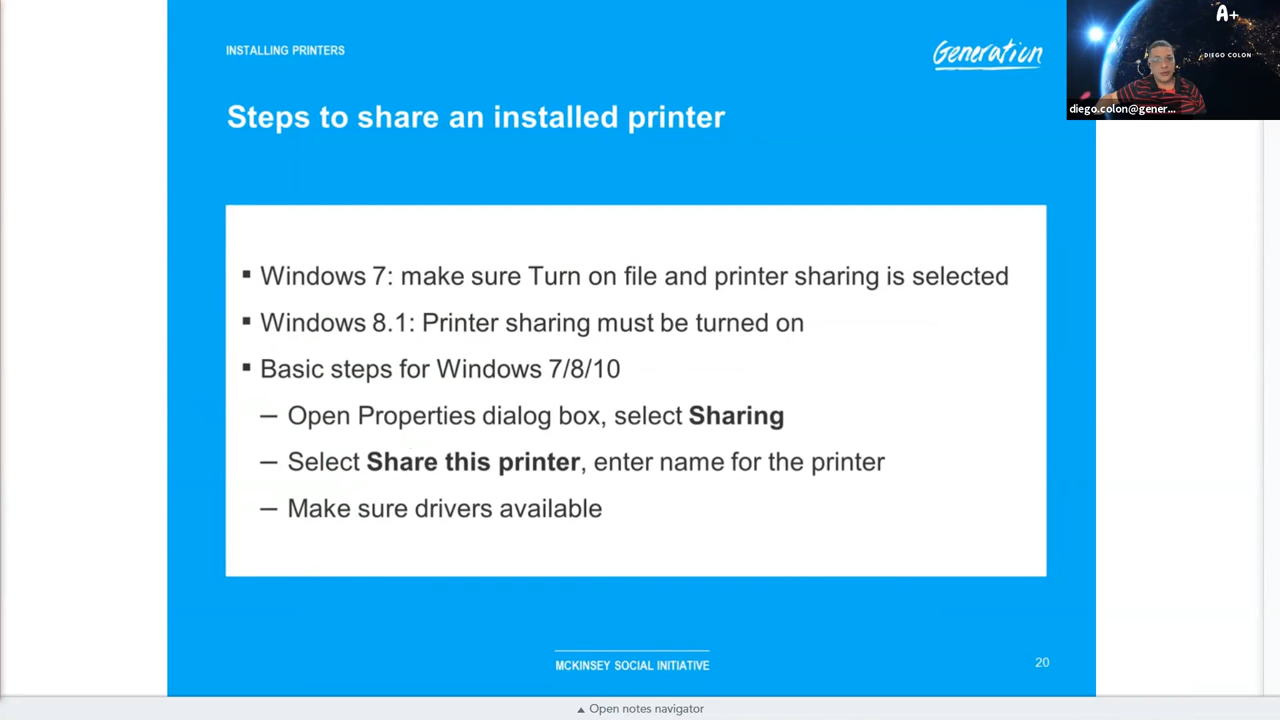 INSTALLING PRINTERS
Generation
A+
DIEGO COLON
diego.colon@gener...
Steps to share an installed printer
▪ Windows 7: make sure Turn on file and printer sharing is selected
▪ Windows 8.1: Printer sharing must be turned on
▪ Basic steps for Windows 7/8/10
– Open Properties dialog box, select Sharing
– Select Share this printer, enter name for the printer
– Make sure drivers available
MCKINSEY SOCIAL INITIATIVE
20
▲ Open notes navigator